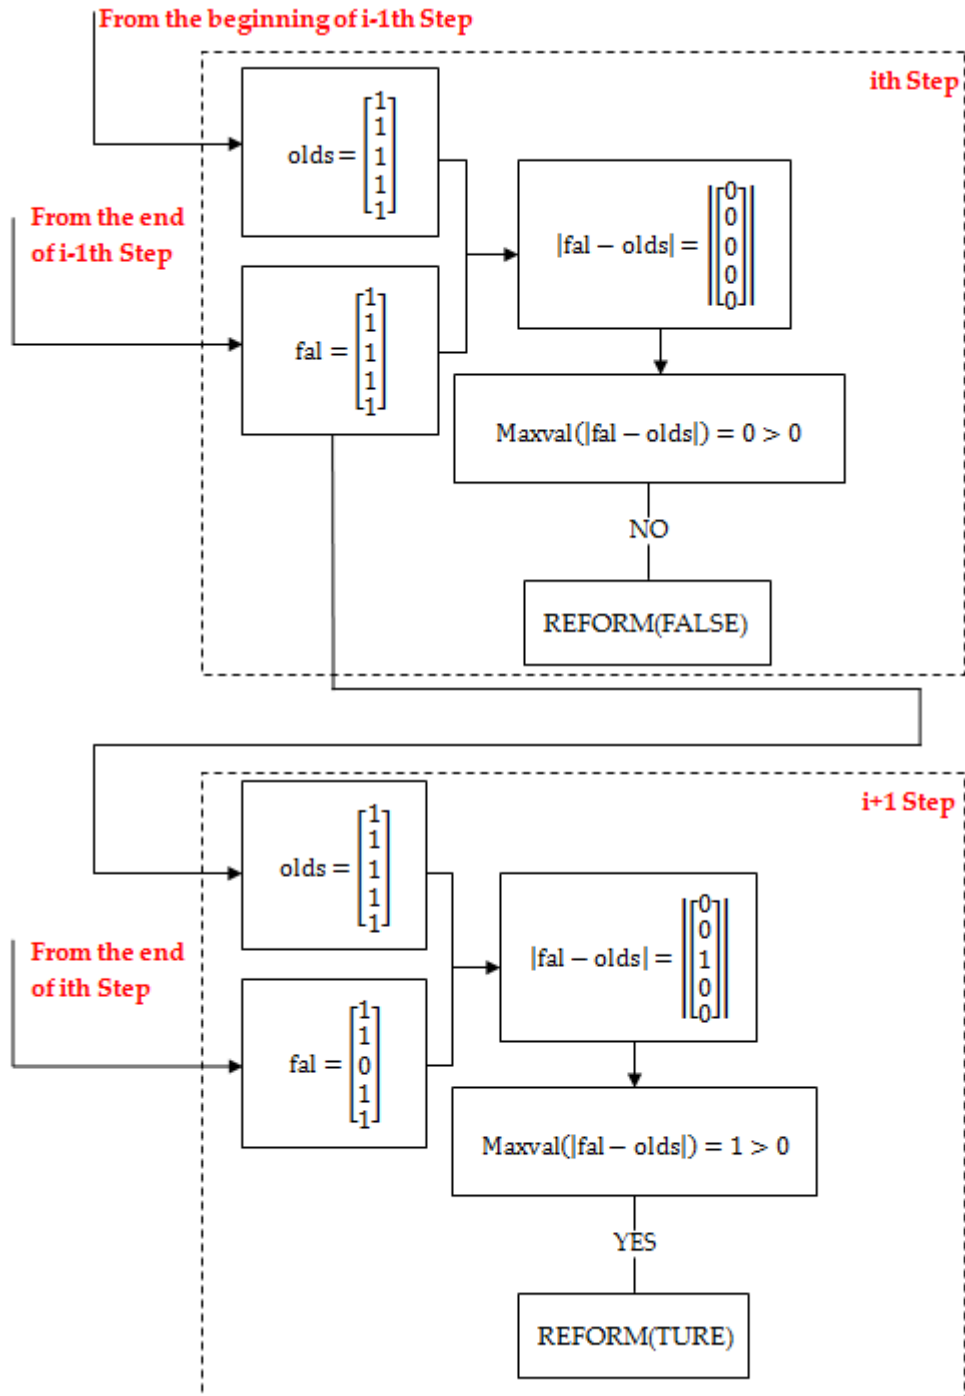 From the beginning of i-1th Step
ith Step
olds = [1 1 1 1 1]
From the end
of i-1th Step
|fal − olds| = |[0 0 0 0 0]|
fal = [1 1 1 1 1]
Maxval(|fal − olds|) = 0 > 0
NO
REFORM(FALSE)
i+1 Step
olds = [1 1 1 1 1]
From the end
of ith Step
|fal − olds| = |[0 0 1 0 0]|
fal = [1 1 0 1 1]
Maxval(|fal − olds|) = 1 > 0
YES
REFORM(TURE)